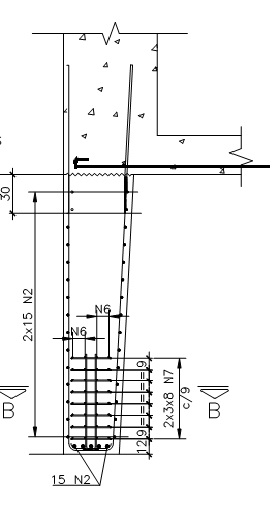 30
2x15 N2
N6
N6
9
=
=
=
=
=
9
12
2x3x8 N7
c/9
B
B
15 N2